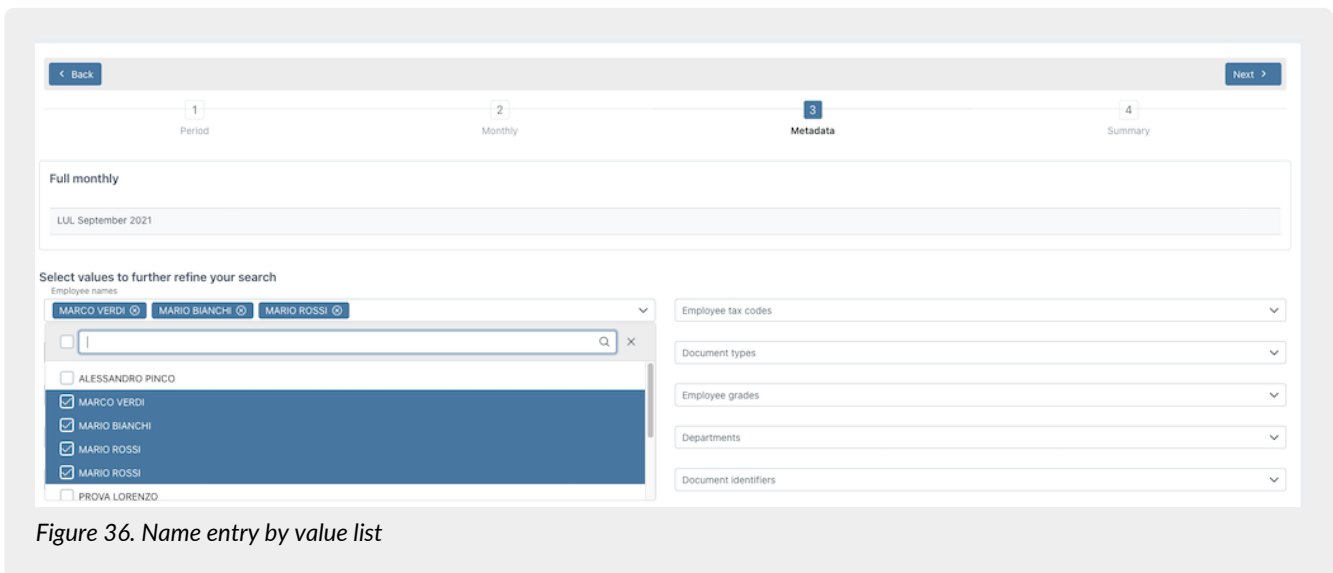 Back
Next
1
2
3
4
Period
Monthly
Metadata
Summary
Full monthly
LUL September 2021
Select values to further refine your search
Employee names
MARCO VERDI MARIO BIANCHI MARIO ROSSI
Employee tax codes
Document types
ALESSANDRO PINCO
MARCO VERDI
Employee grades
MARIO BIANCHI
Departments
MARIO ROSSI
MARIO ROSSI
Document identifiers
PROVA LORENZO
Figure 36. Name entry by value list